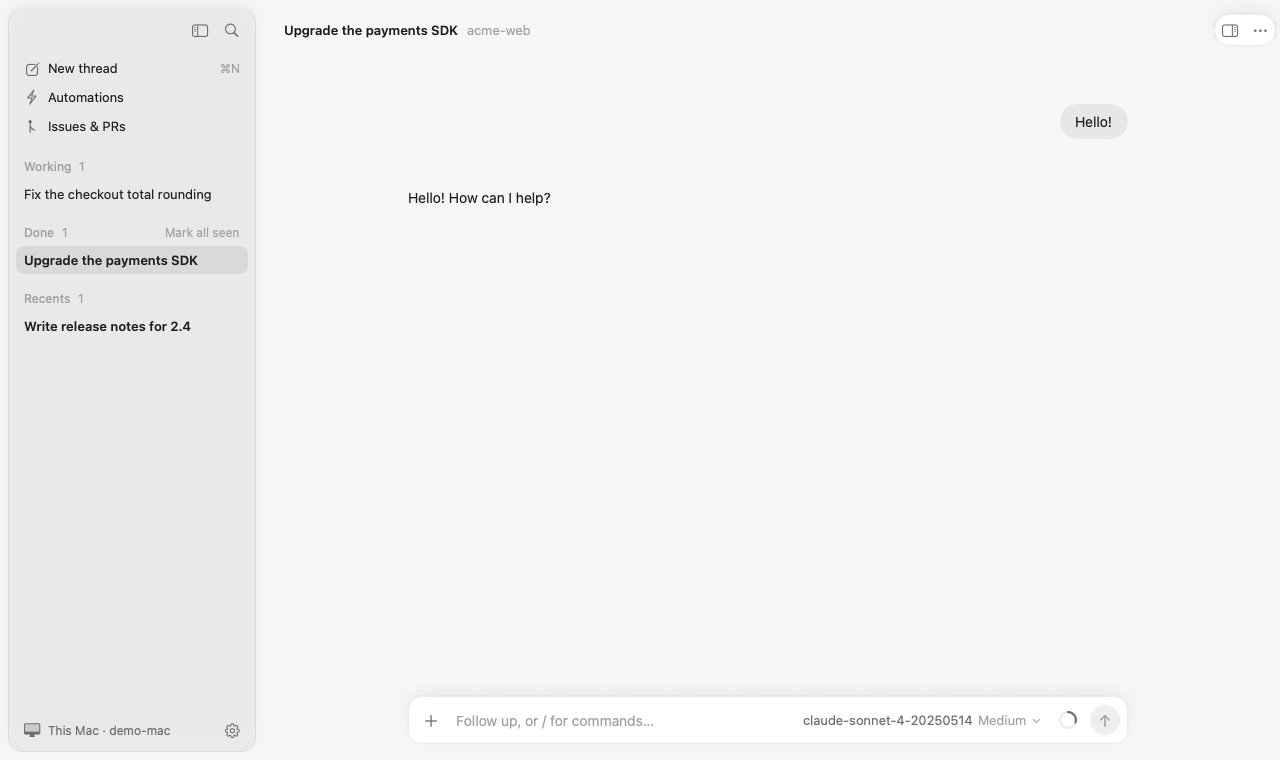 Upgrade the payments SDK acme-web
New thread ⌘N
Automations
Issues & PRs
Working 1
Fix the checkout total rounding
Done 1 Mark all seen
Upgrade the payments SDK
Recents 1
Write release notes for 2.4
This Mac · demo-mac
Hello!
Hello! How can I help?
Follow up, or / for commands… claude-sonnet-4-20250514 Medium